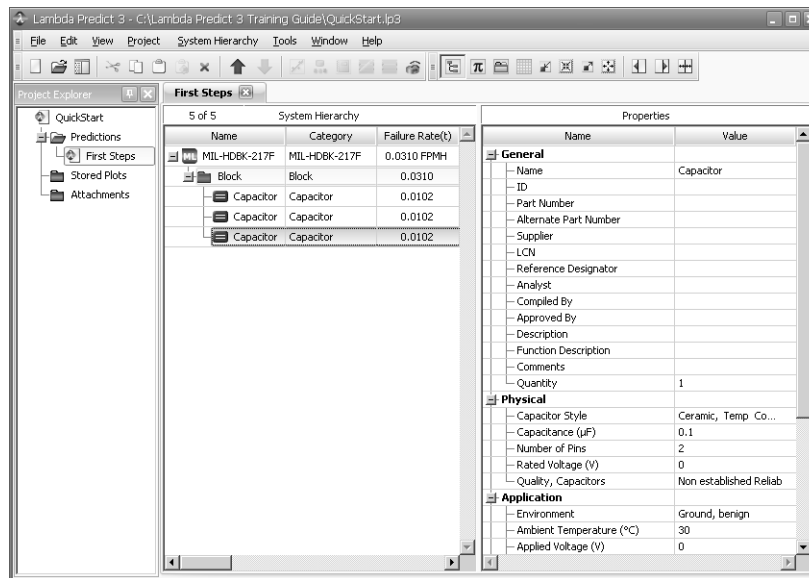 Lambda Predict 3 - C:\Lambda Predict 3 Training Guide\QuickStart.lp3
File Edit View Project System Hierarchy Tools Window Help
Project Explorer
QuickStart
Predictions
First Steps
Stored Plots
Attachments
First Steps
5 of 5 System Hierarchy
Name Category Failure Rate(t)
ML MIL-HDBK-217F MIL-HDBK-217F 0.0310 FPMH
Block Block 0.0310
Capacitor Capacitor 0.0102
Capacitor Capacitor 0.0102
Capacitor Capacitor 0.0102
Properties
Name Value
General
Name Capacitor
ID
Part Number
Alternate Part Number
Supplier
LCN
Reference Designator
Analyst
Compiled By
Approved By
Description
Function Description
Comments
Quantity 1
Physical
Capacitor Style Ceramic, Temp Co...
Capacitance (µF) 0.1
Number of Pins 2
Rated Voltage (V) 0
Quality, Capacitors Non established Reliab
Application
Environment Ground, benign
Ambient Temperature (°C) 30
Applied Voltage (V) 0